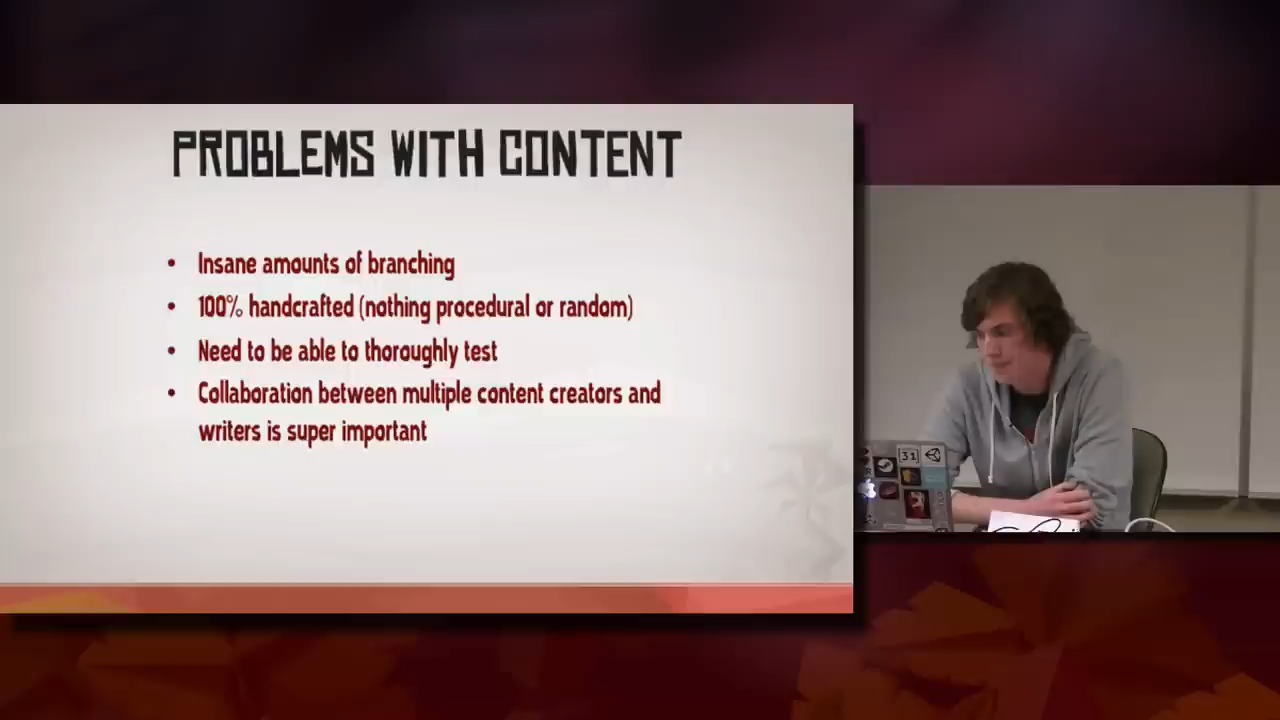 PROBLEMS WITH CONTENT
• Insane amounts of branching
• 100% handcrafted (nothing procedural or random)
• Need to be able to thoroughly test
• Collaboration between multiple content creators and
writers is super important
31